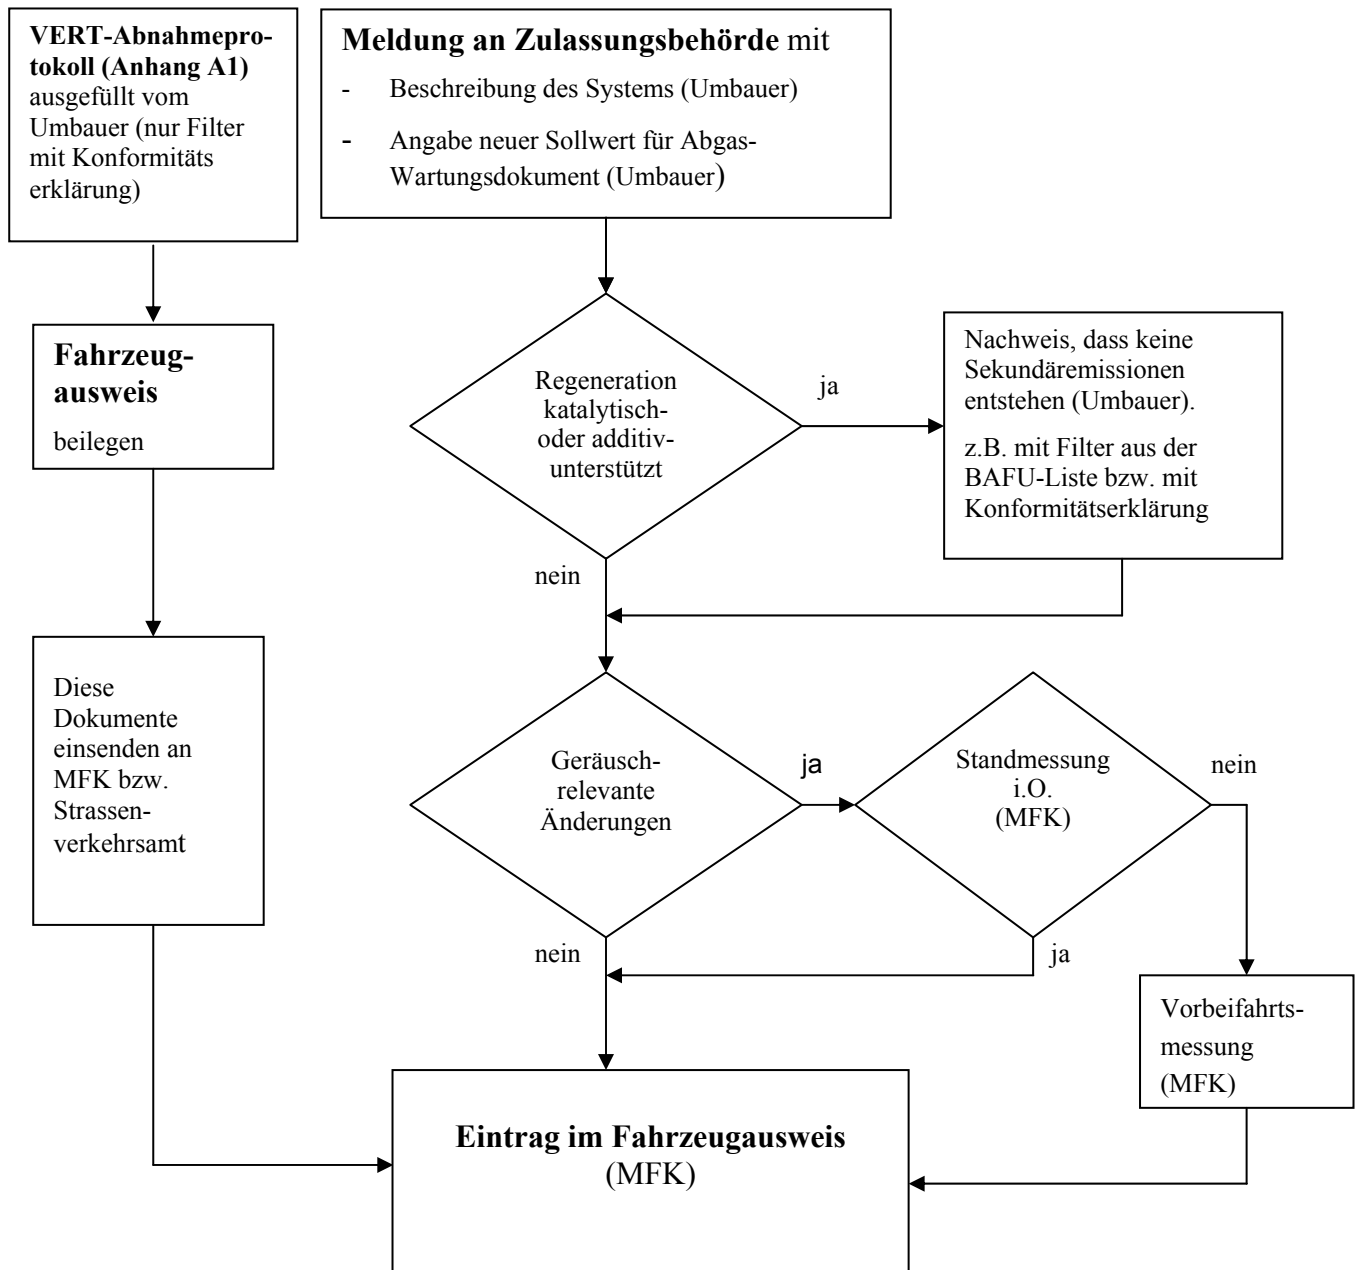 VERT-Abnahmepro-
tokoll (Anhang A1)
ausgefüllt vom
Umbauer (nur Filter
mit Konformitäts
erklärung)
Meldung an Zulassungsbehörde mit
- Beschreibung des Systems (Umbauer)
- Angabe neuer Sollwert für Abgas-
Wartungsdokument (Umbauer)
Fahrzeug-
ausweis
beilegen
Regeneration
katalytisch-
oder additiv-
unterstützt
ja
nein
Nachweis, dass keine
Sekundäremissionen
entstehen (Umbauer).
z.B. mit Filter aus der
BAFU-Liste bzw. mit
Konformitätserklärung
Diese
Dokumente
einsenden an
MFK bzw.
Strassen-
verkehrsamt
Geräusch-
relevante
Änderungen
ja
nein
Standmessung
i.O.
(MFK)
nein
ja
Vorbeifahrts-
messung
(MFK)
Eintrag im Fahrzeugausweis
(MFK)